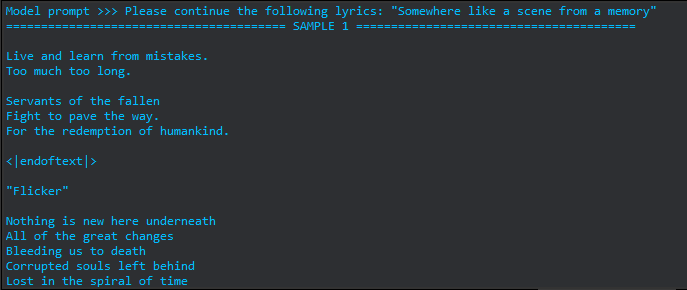 Model prompt >>> Please continue the following lyrics: "Somewhere like a scene from a memory"
======================================== SAMPLE 1 ========================================
Live and learn from mistakes.
Too much too long.
Servants of the fallen
Fight to pave the way.
For the redemption of humankind.
<|endoftext|>
"Flicker"
Nothing is new here underneath
All of the great changes
Bleeding us to death
Corrupted souls left behind
Lost in the spiral of time